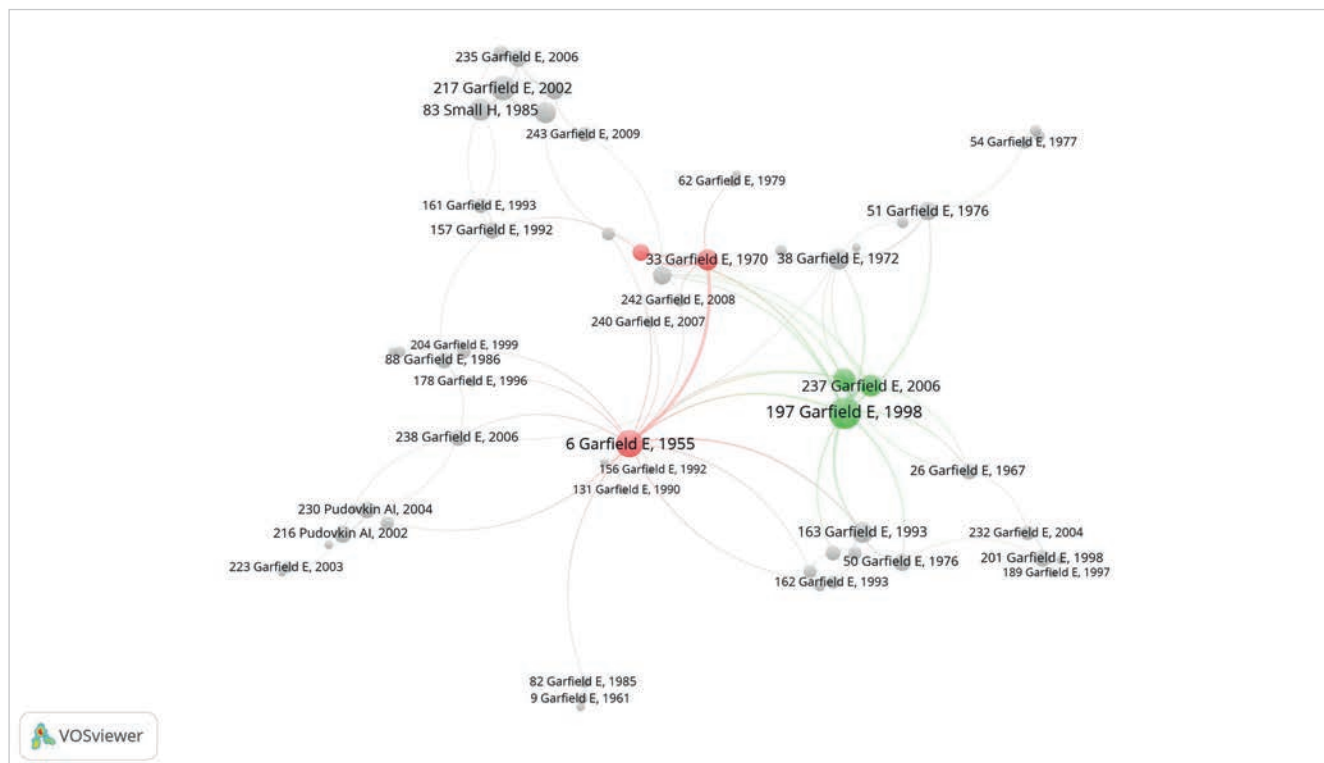 235 Garfield E, 2006
217 Garfield E, 2002
83 Small H, 1985
243 Garfield E, 2009
54 Garfield E, 1977
62 Garfield E, 1979
161 Garfield E, 1993
51 Garfield E, 1976
157 Garfield E, 1992
33 Garfield E, 1970
38 Garfield E, 1972
242 Garfield E, 2008
240 Garfield E, 2007
204 Garfield E, 1999
88 Garfield E, 1986
178 Garfield E, 1996
237 Garfield E, 2006
197 Garfield E, 1998
238 Garfield E, 2006
6 Garfield E, 1955
156 Garfield E, 1992
26 Garfield E, 1967
131 Garfield E, 1990
230 Pudovkin AI, 2004
216 Pudovkin AI, 2002
163 Garfield E, 1993
232 Garfield E, 2004
223 Garfield E, 2003
50 Garfield E, 1976
201 Garfield E, 1998
189 Garfield E, 1997
162 Garfield E, 1993
82 Garfield E, 1985
9 Garfield E, 1961
VOSviewer